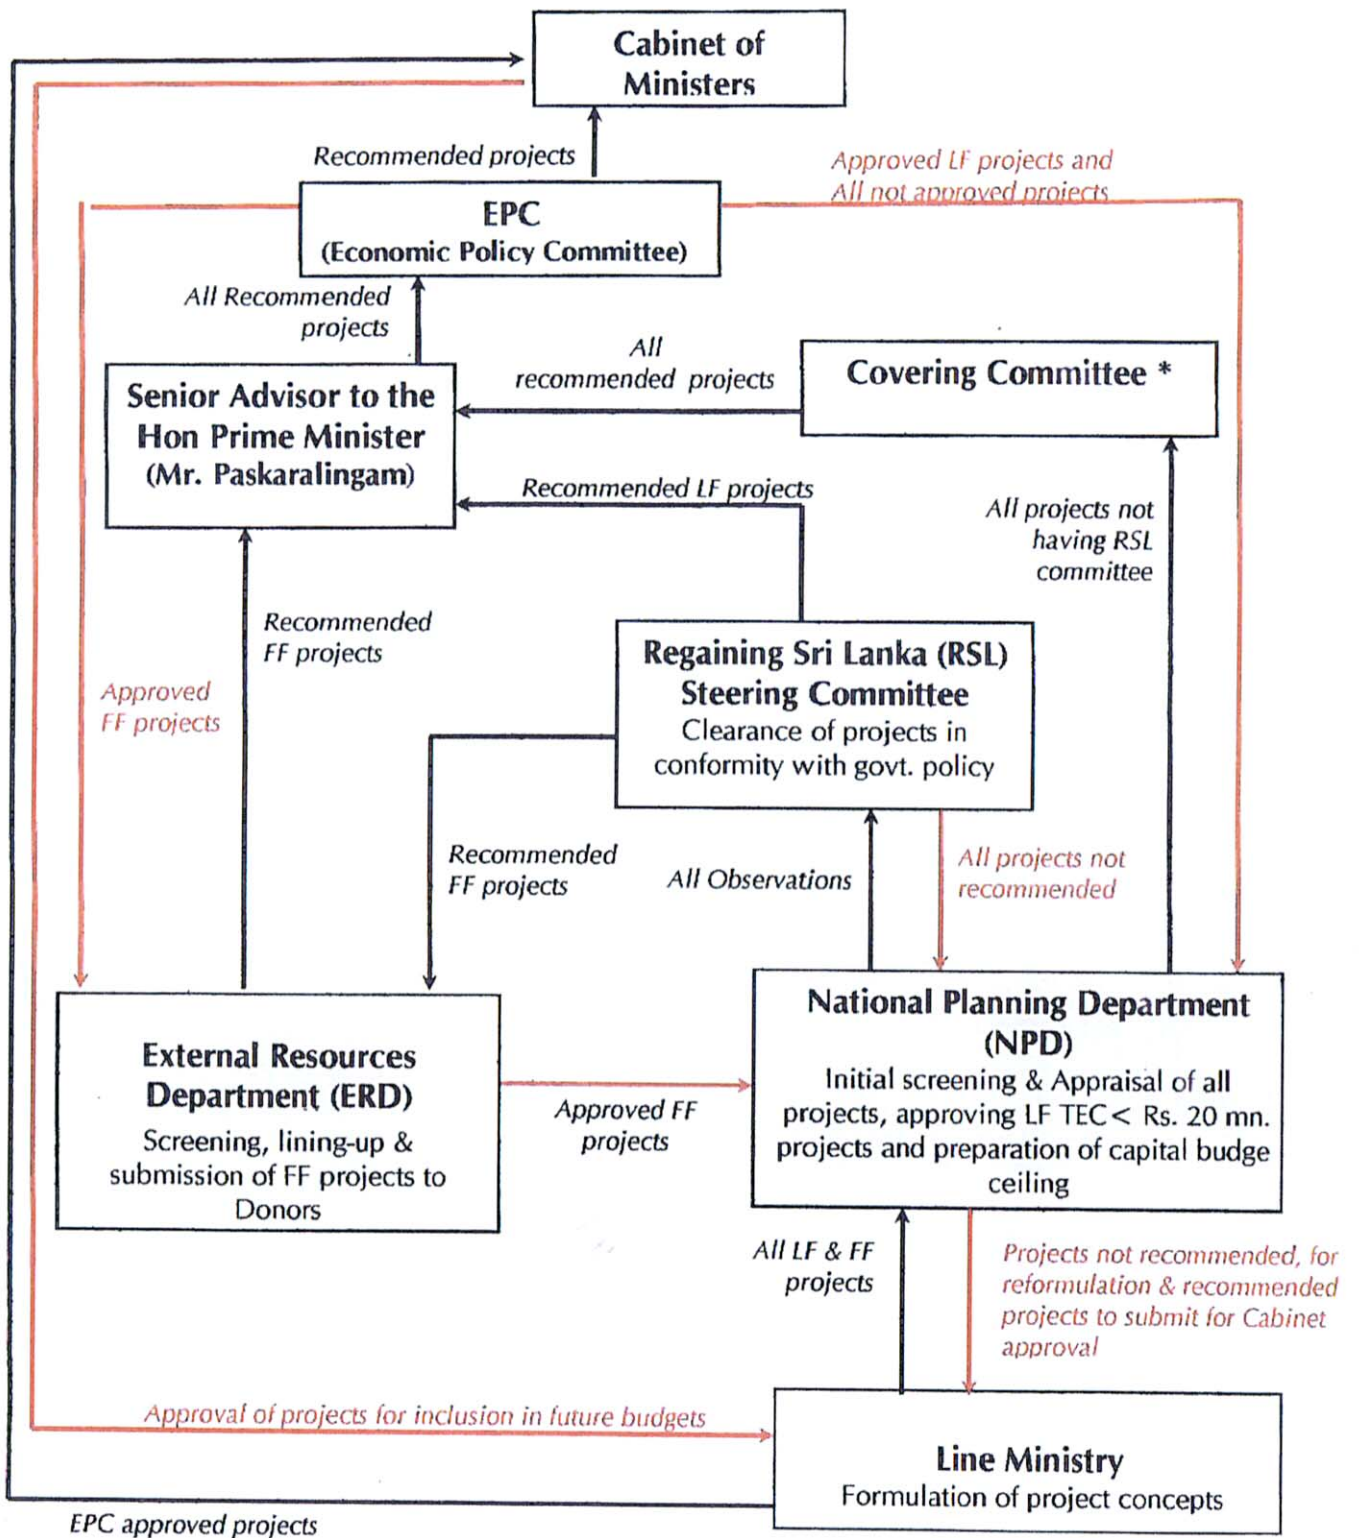 Cabinet of
Ministers
Recommended projects
Approved LF projects and
All not approved projects
EPC
(Economic Policy Committee)
All Recommended
projects
All
recommended projects
Covering Committee *
Senior Advisor to the
Hon Prime Minister
(Mr. Paskaralingam)
Recommended LF projects
All projects not
having RSL
committee
Recommended
FF projects
Regaining Sri Lanka (RSL)
Steering Committee
Clearance of projects in
conformity with govt. policy
Approved
FF projects
Recommended
FF projects
All Observations
All projects not
recommended
External Resources
Department (ERD)
Screening, lining-up &
submission of FF projects to
Donors
Approved FF
projects
National Planning Department
(NPD)
Initial screening & Appraisal of all
projects, approving LF TEC< Rs. 20 mn.
projects and preparation of capital budge
ceiling
All LF & FF
projects
Projects not recommended, for
reformulation & recommended
projects to submit for Cabinet
approval
Approval of projects for inclusion in future budgets
Line Ministry
Formulation of project concepts
EPC approved projects